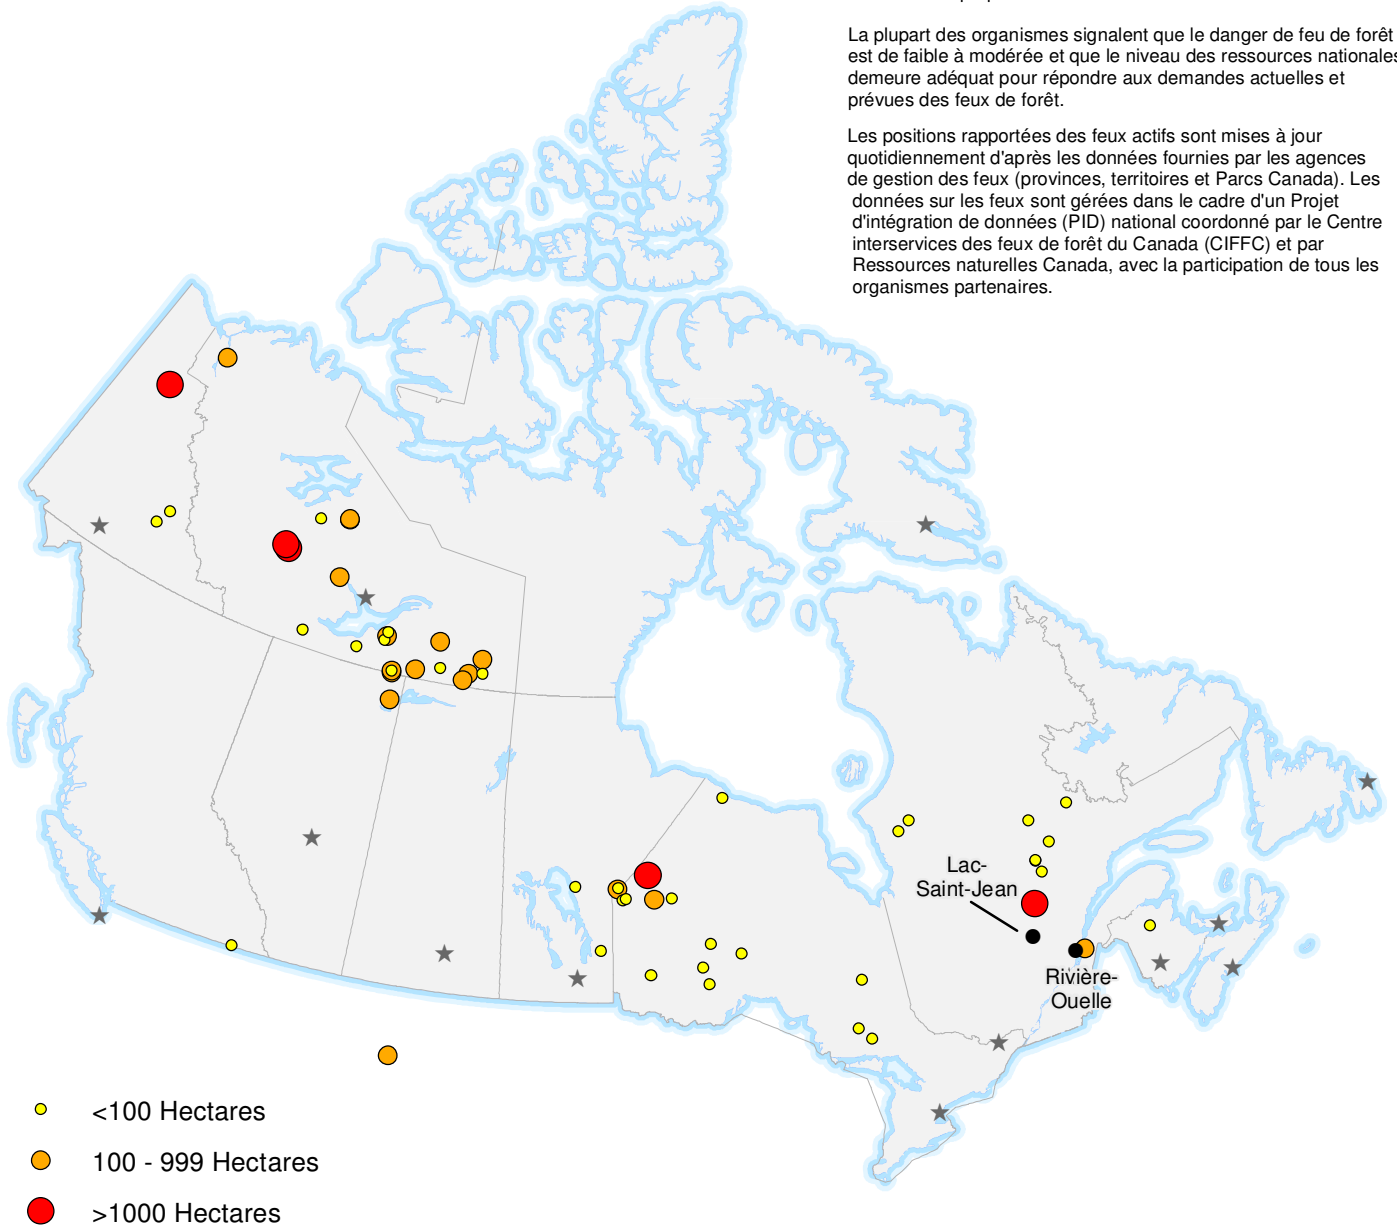 La plupart des organismes signalent que le danger de feu de forêt
est de faible à modérée et que le niveau des ressources nationales
demeure adéquat pour répondre aux demandes actuelles et
prévues des feux de forêt.
Les positions rapportées des feux actifs sont mises à jour
quotidiennement d'après les données fournies par les agences
de gestion des feux (provinces, territoires et Parcs Canada). Les
données sur les feux sont gérées dans le cadre d'un Projet
d'intégration de données (PID) national coordonné par le Centre
interservices des feux de forêt du Canada (CIFFC) et par
Ressources naturelles Canada, avec la participation de tous les
organismes partenaires.
Lac-
Saint-Jean
Rivière-
Ouelle
<100 Hectares
100 - 999 Hectares
>1000 Hectares